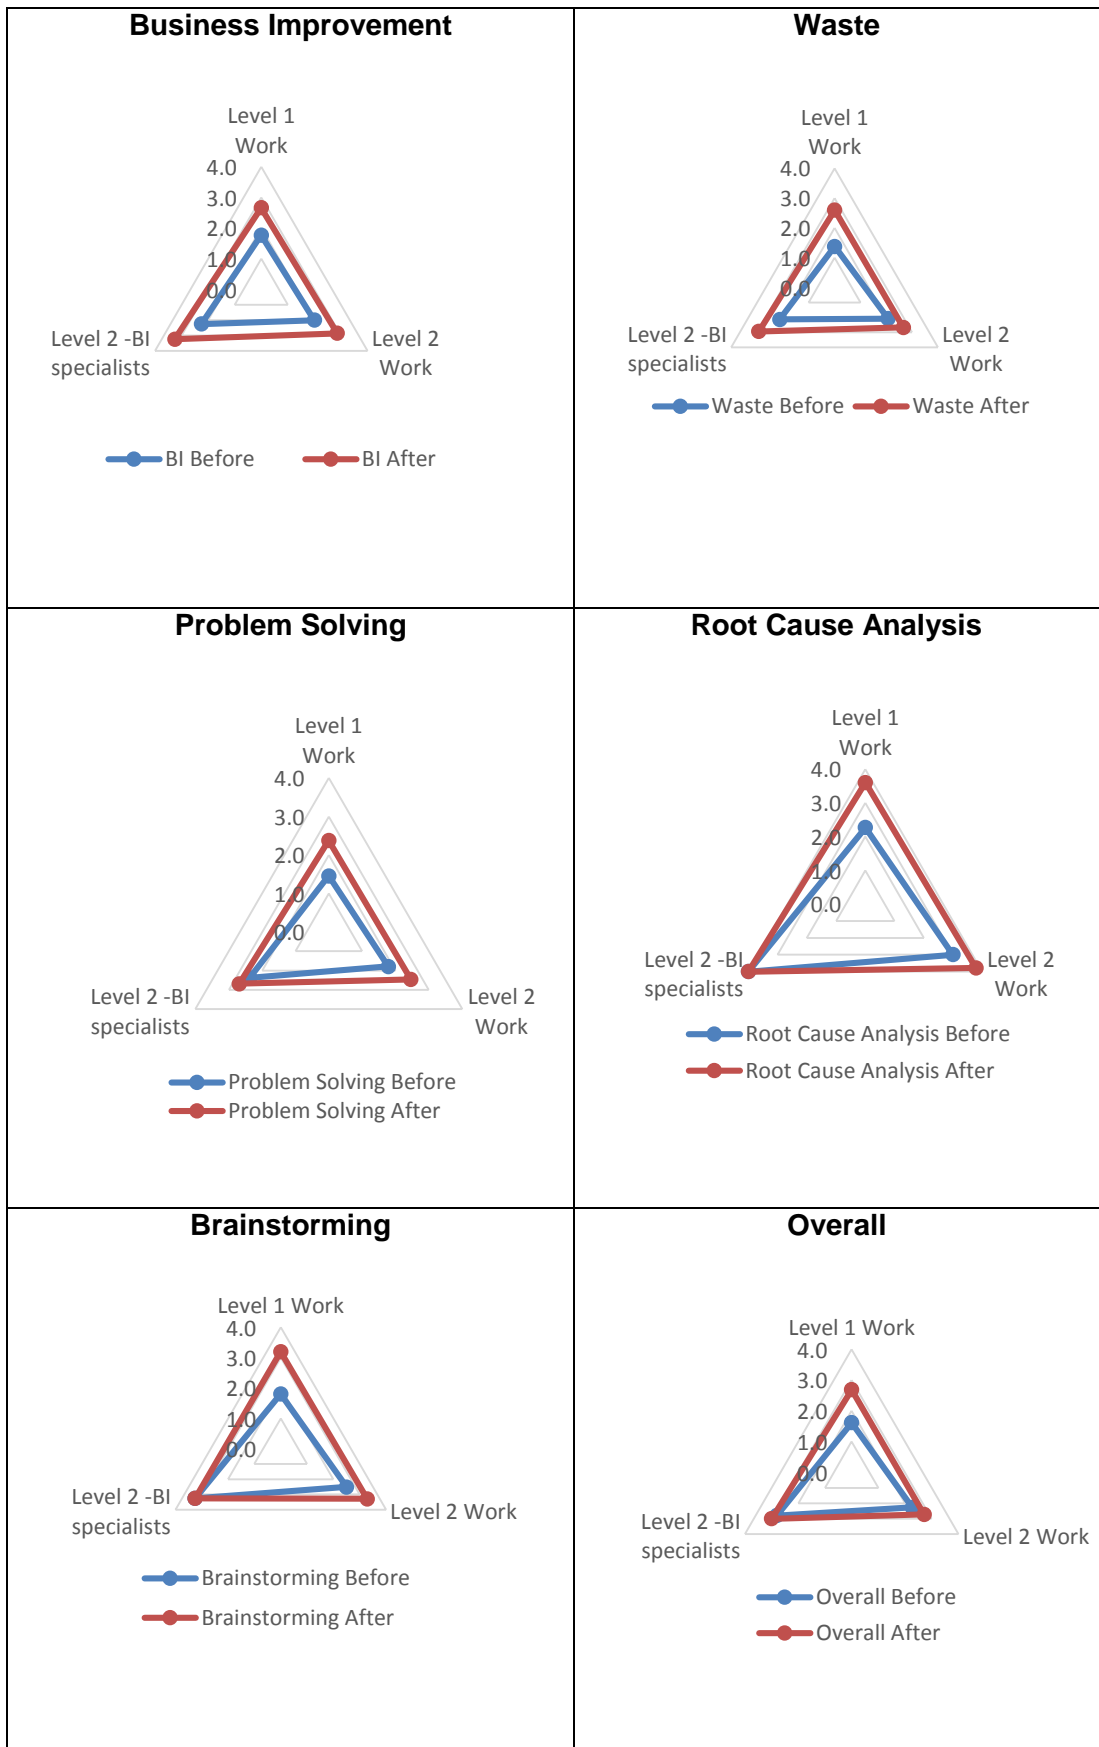 Business Improvement
Level 1
Work
4.0
3.0
2.0
1.0
0.0
Level 2 -BI
specialists
Level 2
Work
BI Before
BI After
Waste
Level 1
Work
4.0
3.0
2.0
1.0
0.0
Level 2 -BI
specialists
Level 2
Work
Waste Before
Waste After
Problem Solving
Level 1
Work
4.0
3.0
2.0
1.0
0.0
Level 2 -BI
specialists
Level 2
Work
Problem Solving Before
Problem Solving After
Root Cause Analysis
Level 1
Work
4.0
3.0
2.0
1.0
0.0
Level 2 -BI
specialists
Level 2
Work
Root Cause Analysis Before
Root Cause Analysis After
Brainstorming
Level 1 Work
4.0
3.0
2.0
1.0
0.0
Level 2 -BI
specialists
Level 2 Work
Brainstorming Before
Brainstorming After
Overall
Level 1 Work
4.0
3.0
2.0
1.0
0.0
Level 2 -BI
specialists
Level 2 Work
Overall Before
Overall After